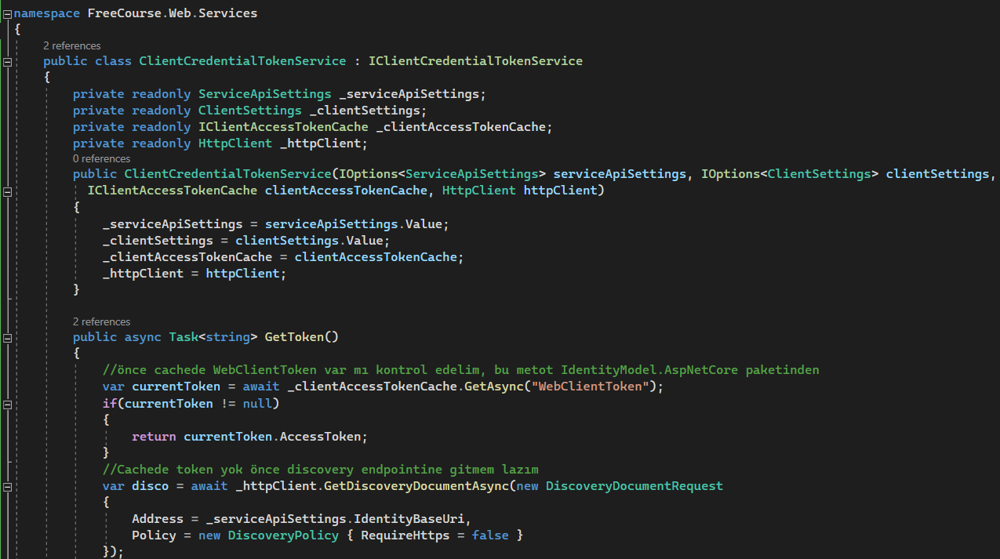 namespace FreeCourse.Web.Services
{
2 references
public class ClientCredentialTokenService : IClientCredentialTokenService
{
private readonly ServiceApiSettings _serviceApiSettings;
private readonly ClientSettings _clientSettings;
private readonly IClientAccessTokenCache _clientAccessTokenCache;
private readonly HttpClient _httpClient;
0 references
public ClientCredentialTokenService(IOptions<ServiceApiSettings> serviceApiSettings, IOptions<ClientSettings> clientSettings,
IClientAccessTokenCache clientAccessTokenCache, HttpClient httpClient)
{
_serviceApiSettings = serviceApiSettings.Value;
_clientSettings = clientSettings.Value;
_clientAccessTokenCache = clientAccessTokenCache;
_httpClient = httpClient;
}
2 references
public async Task<string> GetToken()
{
//önce cachede WebClientToken var mı kontrol edelim, bu metot IdentityModel.AspNetCore paketinden
var currentToken = await _clientAccessTokenCache.GetAsync("WebClientToken");
if(currentToken != null)
{
return currentToken.AccessToken;
}
//Cachede token yok önce discovery endpointine gitmem lazım
var disco = await _httpClient.GetDiscoveryDocumentAsync(new DiscoveryDocumentRequest
{
Address = _serviceApiSettings.IdentityBaseUri,
Policy = new DiscoveryPolicy { RequireHttps = false }
});